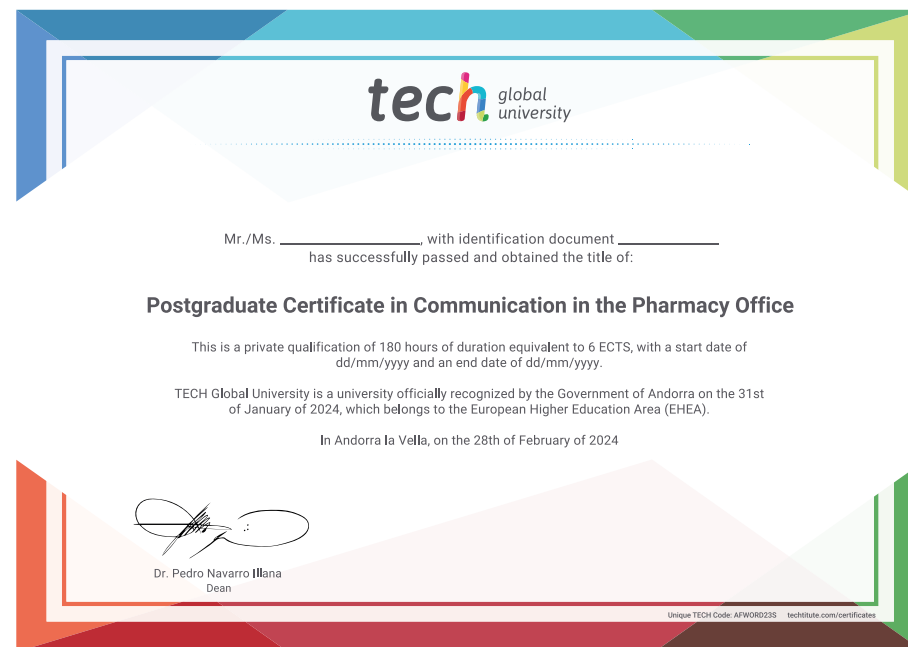 tech global university
Mr./Ms. ____________________, with identification document ______________
has successfully passed and obtained the title of:
Postgraduate Certificate in Communication in the Pharmacy Office
This is a private qualification of 180 hours of duration equivalent to 6 ECTS, with a start date of
dd/mm/yyyy and an end date of dd/mm/yyyy.
TECH Global University is a university officially recognized by the Government of Andorra on the 31st
of January of 2024, which belongs to the European Higher Education Area (EHEA).
In Andorra la Vella, on the 28th of February of 2024
Dr. Pedro Navarro Illana
Dean
Unique TECH Code: AFWORD23S techtitute.com/certificates